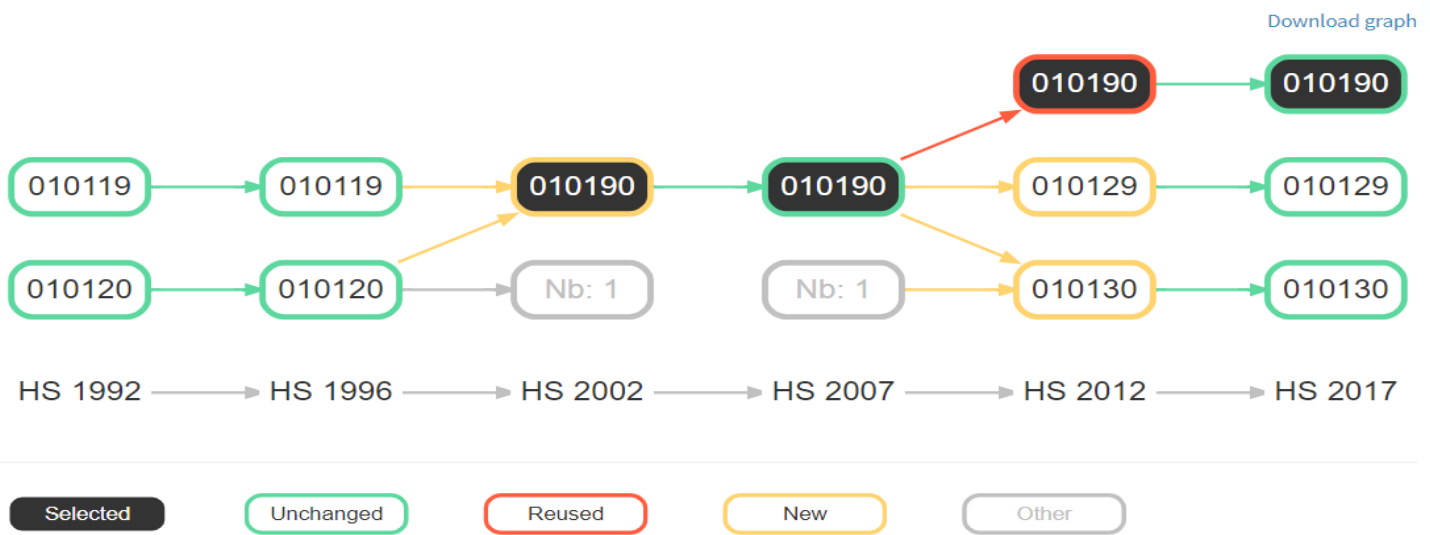 Download graph
010190 010190
010119 010119 010190 010190 010129 010129
010120 010120 Nb: 1 Nb: 1 010130 010130
HS 1992 HS 1996 HS 2002 HS 2007 HS 2012 HS 2017
Selected Unchanged Reused New Other